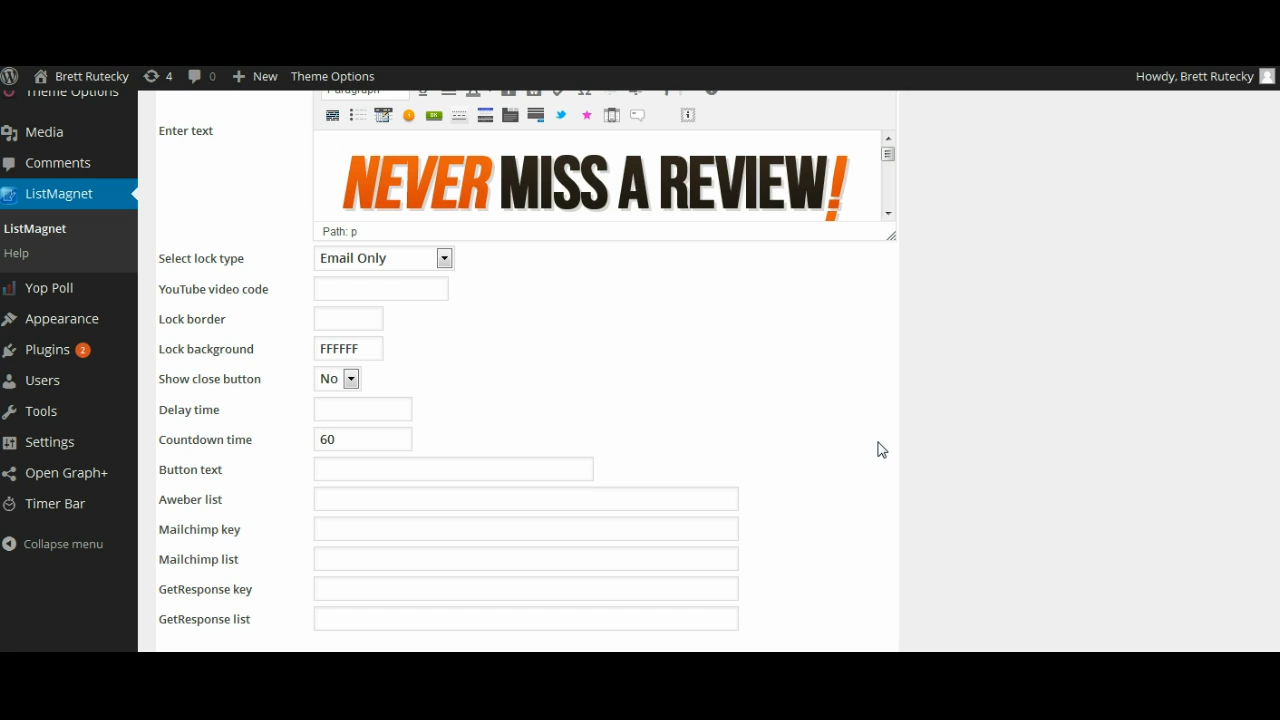 Brett Rutecky 4 0 New Theme Options Howdy, Brett Rutecky
Theme Options
Media
Comments
ListMagnet
ListMagnet
Help
Yop Poll
Appearance
Plugins 2
Users
Tools
Settings
Open Graph+
Timer Bar
Collapse menu
Paragraph
Enter text
NEVER MISS A REVIEW!
Path: p
Select lock type Email Only
YouTube video code
Lock border
Lock background FFFFFF
Show close button No
Delay time
Countdown time 60
Button text
Aweber list
Mailchimp key
Mailchimp list
GetResponse key
GetResponse list